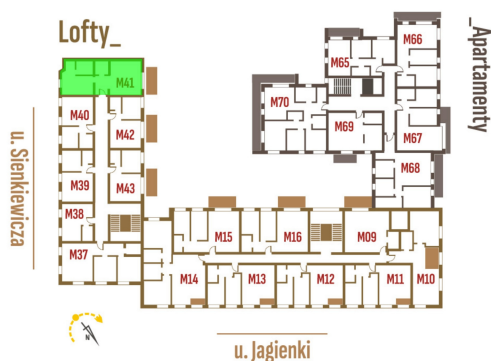 Lofty_
_Apartamenty
M66
M65
M41
M70
M40
M42
M69
M67
M68
M39
M43
M38
M15
M16
M09
M37
M14
M13
M12
M11
M10
u. Sienkiewicza
u. Jagienki
N